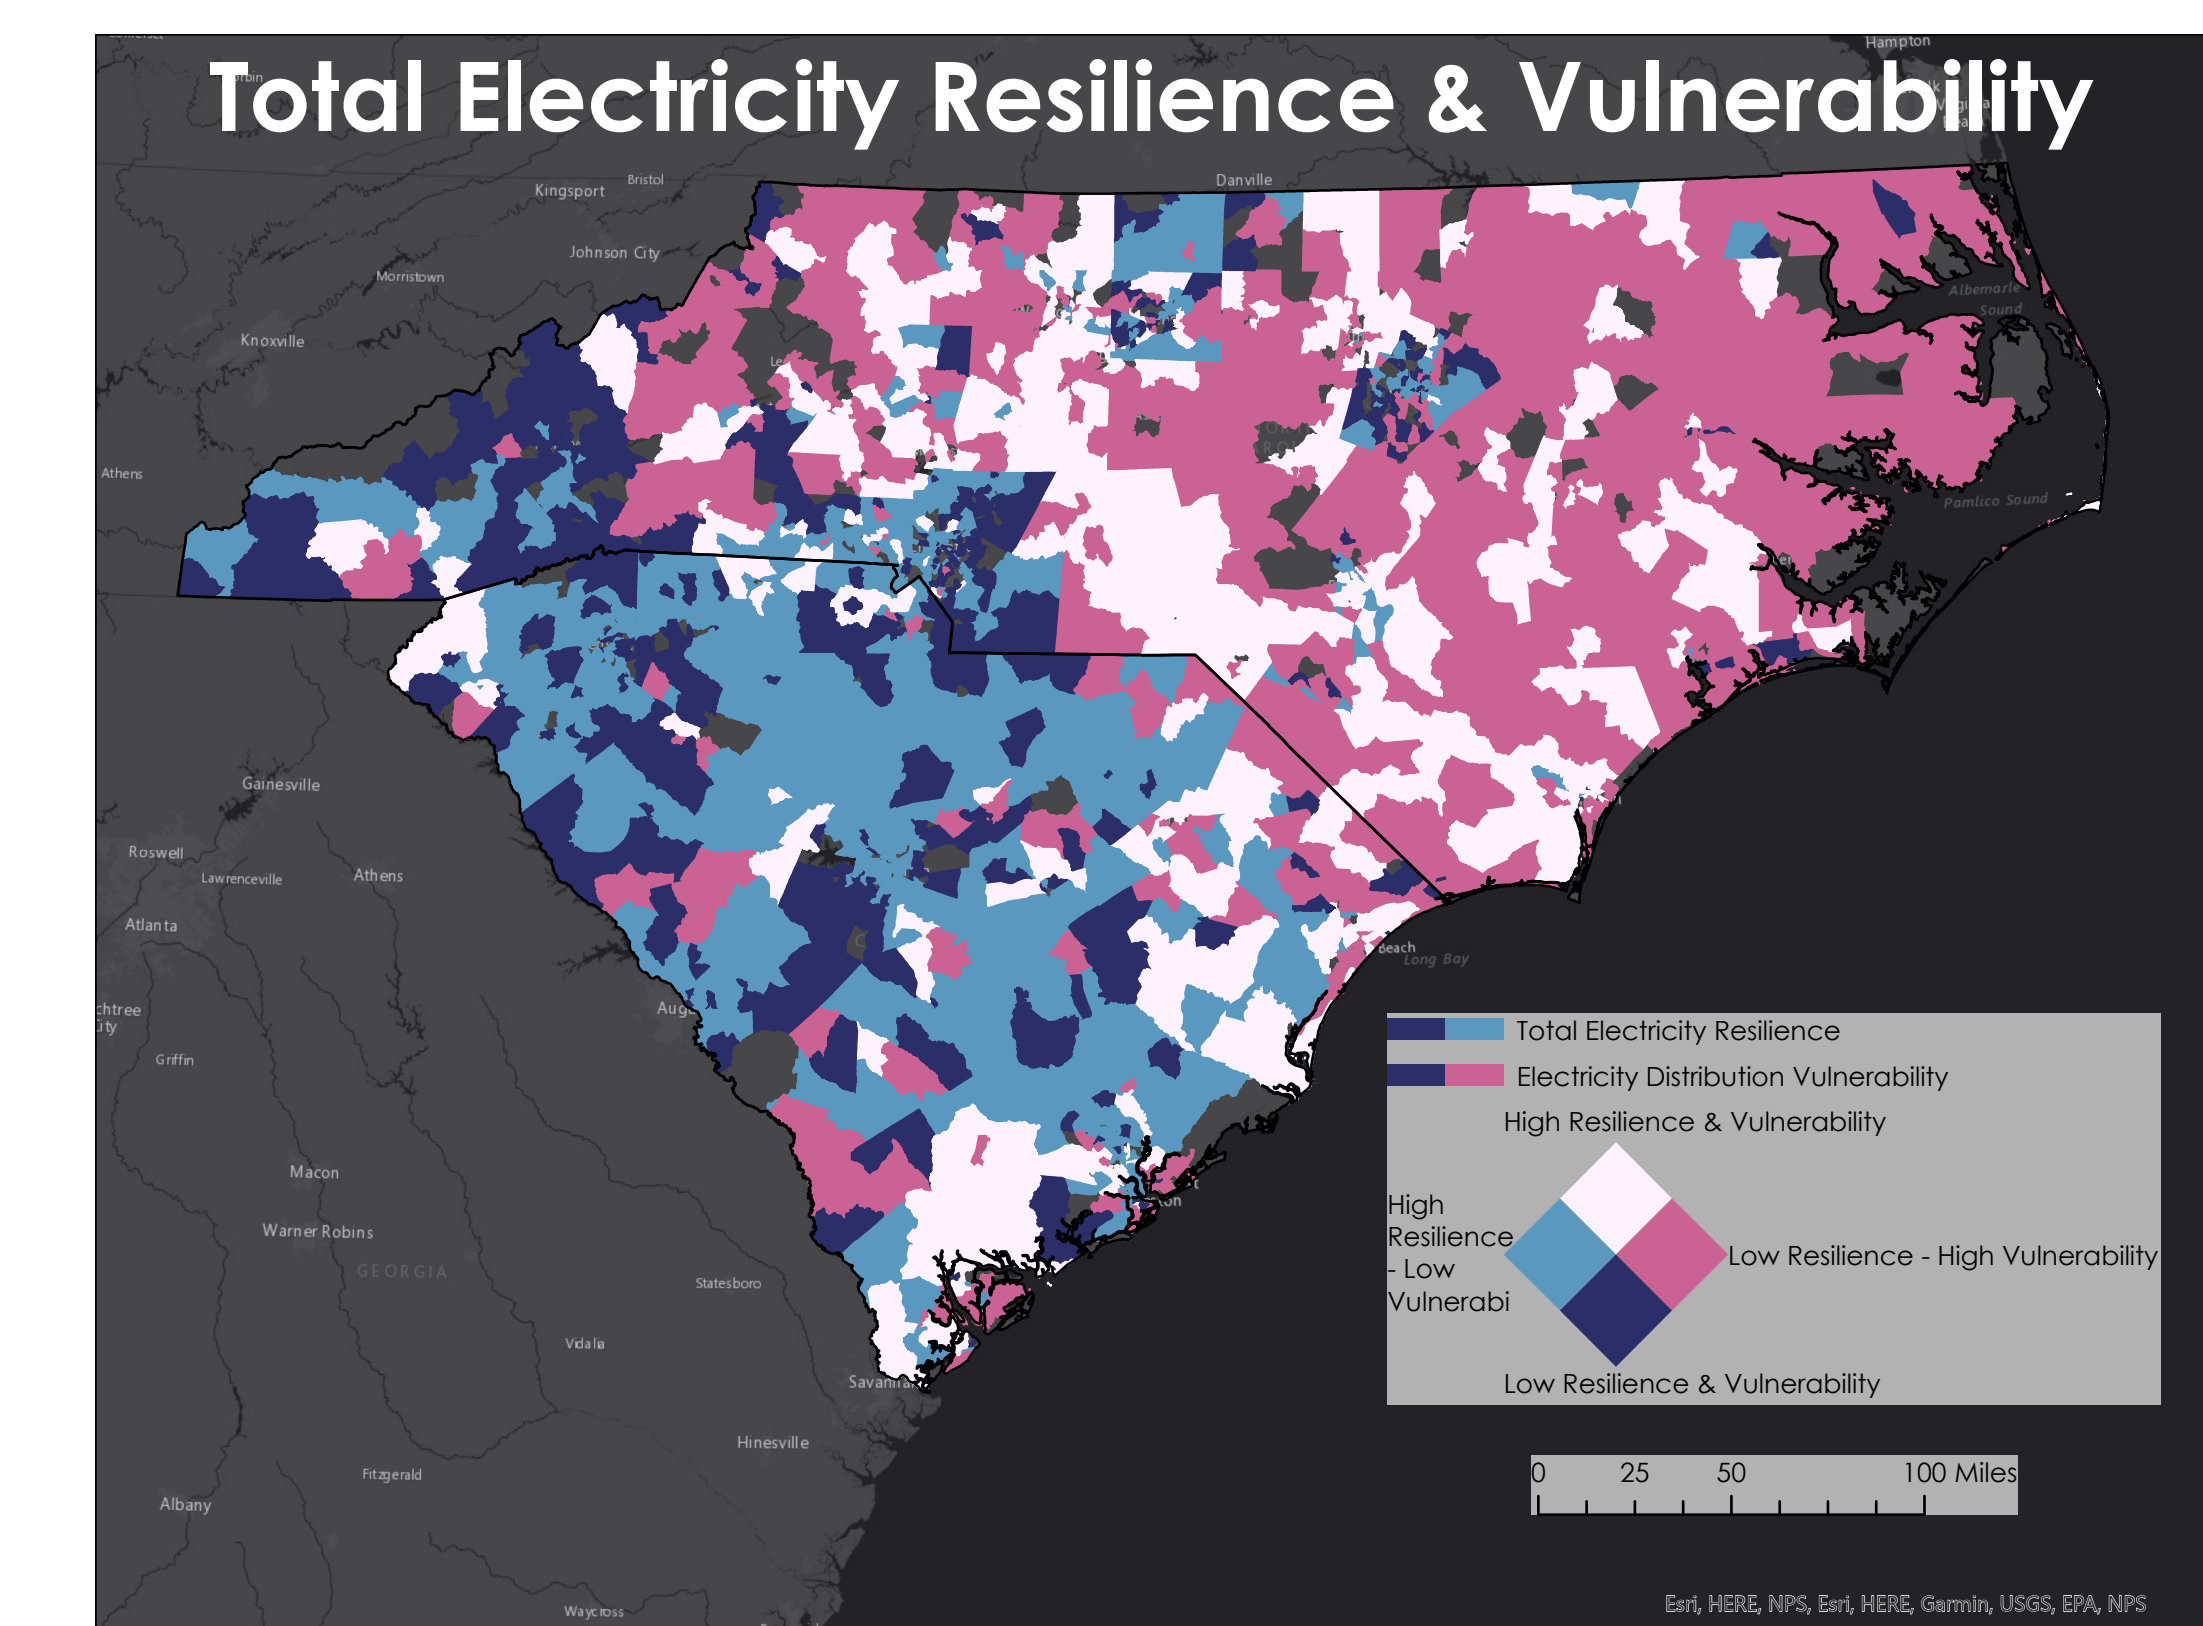 Total Electricity Resilience & Vulnerability
Hampton
Kingsport
Bristol
Danville
Johnson City
Morristown
Knoxville
Albemarle
Sound
Athens
Pamlico Sound
Gainesville
Roswell
Lawrenceville
Athens
Atlanta
Beach
Long Bay
Griffin
Macon
Warner Robins
GEORGIA
Statesboro
Vidalia
Hinesville
Fitzgerald
Albany
Waycross
Total Electricity Resilience
Electricity Distribution Vulnerability
High Resilience & Vulnerability
High
Resilience
- Low
Vulnerabi
Low Resilience - High Vulnerability
Low Resilience & Vulnerability
0 25 50 100 Miles
Esri, HERE, NPS, Esri, HERE, Garmin, USGS, EPA, NPS